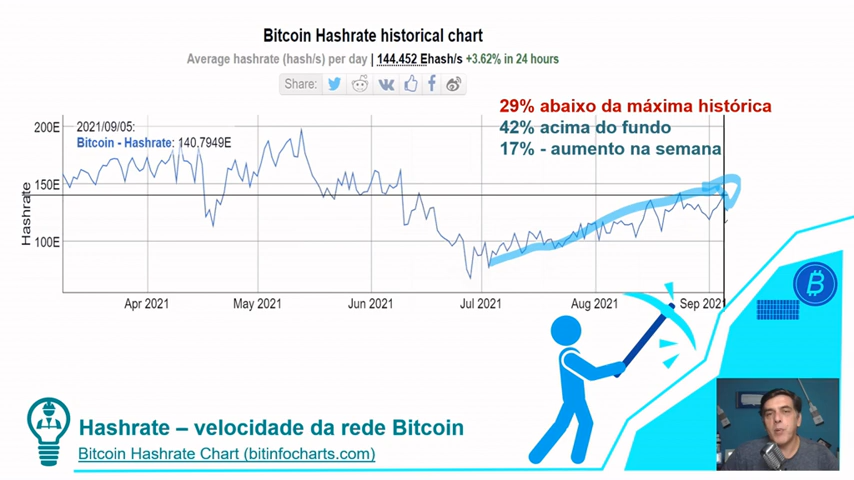 Bitcoin Hashrate historical chart
Average hashrate (hash/s) per day | 144.452 Ehash/s +3.62% in 24 hours
Share:
29% abaixo da máxima histórica
42% acima do fundo
17% - aumento na semana
2021/09/05:
Bitcoin - Hashrate: 140.7949E
200E
150E
100E
Hashrate
Apr 2021
May 2021
Jun 2021
Jul 2021
Aug 2021
Sep 2021
Hashrate – velocidade da rede Bitcoin
Bitcoin Hashrate Chart (bitinfocharts.com)